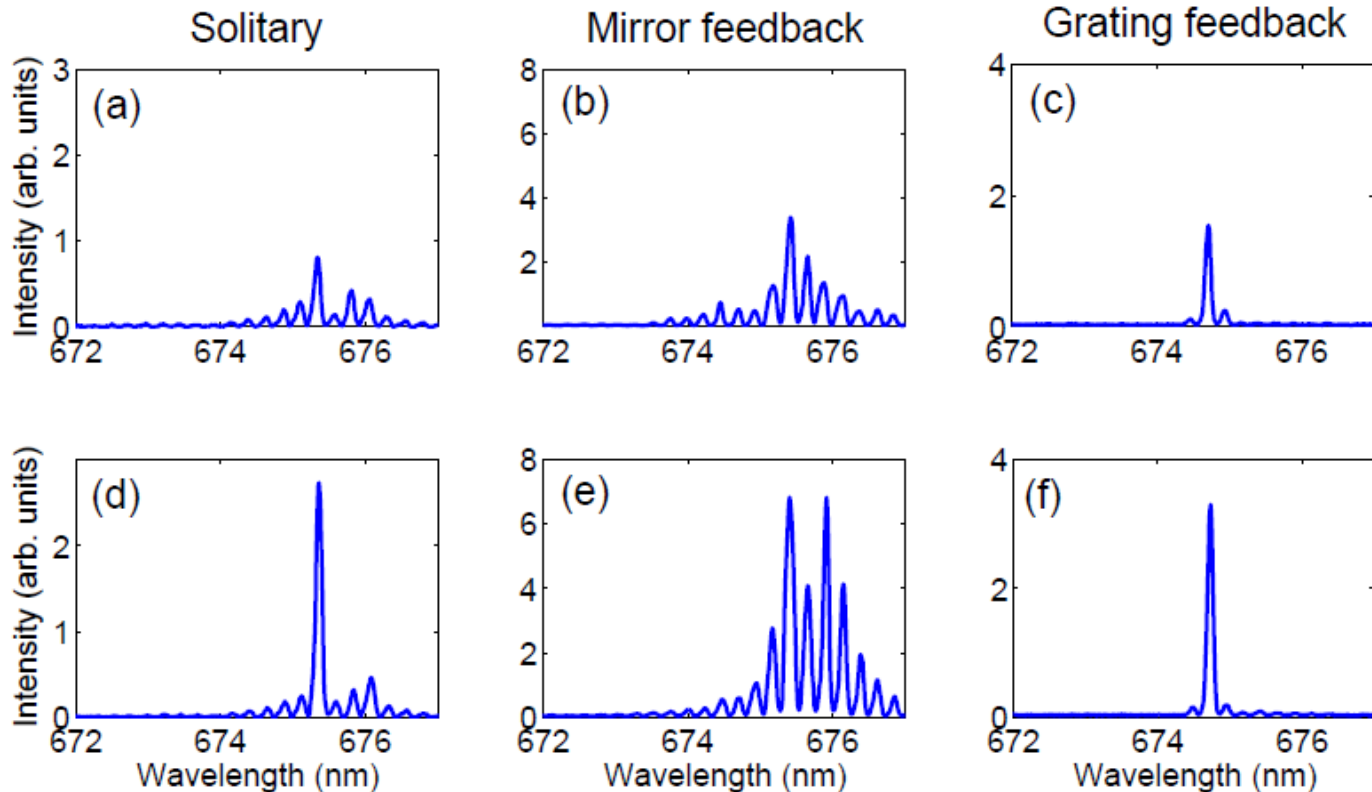 Solitary Mirror feedback Grating feedback
(a) (b) (c)
3 8 4
2 6
4 2
1 2
0 0
672 674 676 672 674 676 672 674 676
Intensity (arb. units)
(d) (e) (f)
8 4
2 6
4 2
1 2
0 0 0
672 674 676 672 674 676 672 674 676
Wavelength (nm) Wavelength (nm) Wavelength (nm)
Intensity (arb. units)